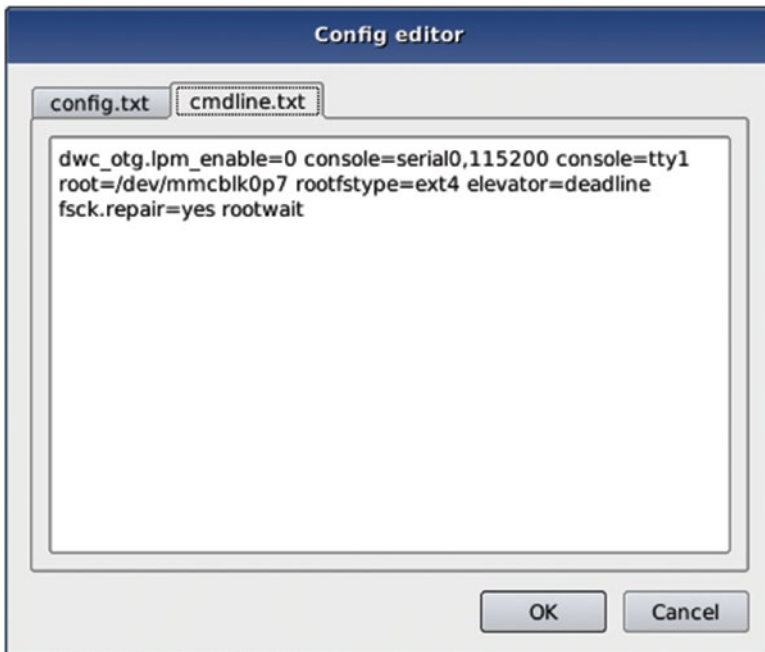 Config editor
config.txt
cmdline.txt
dwc_otg.lpm_enable=0 console=serial0,115200 console=tty1
root=/dev/mmcblk0p7 rootfstype=ext4 elevator=deadline
fsck.repair=yes rootwait
OK
Cancel